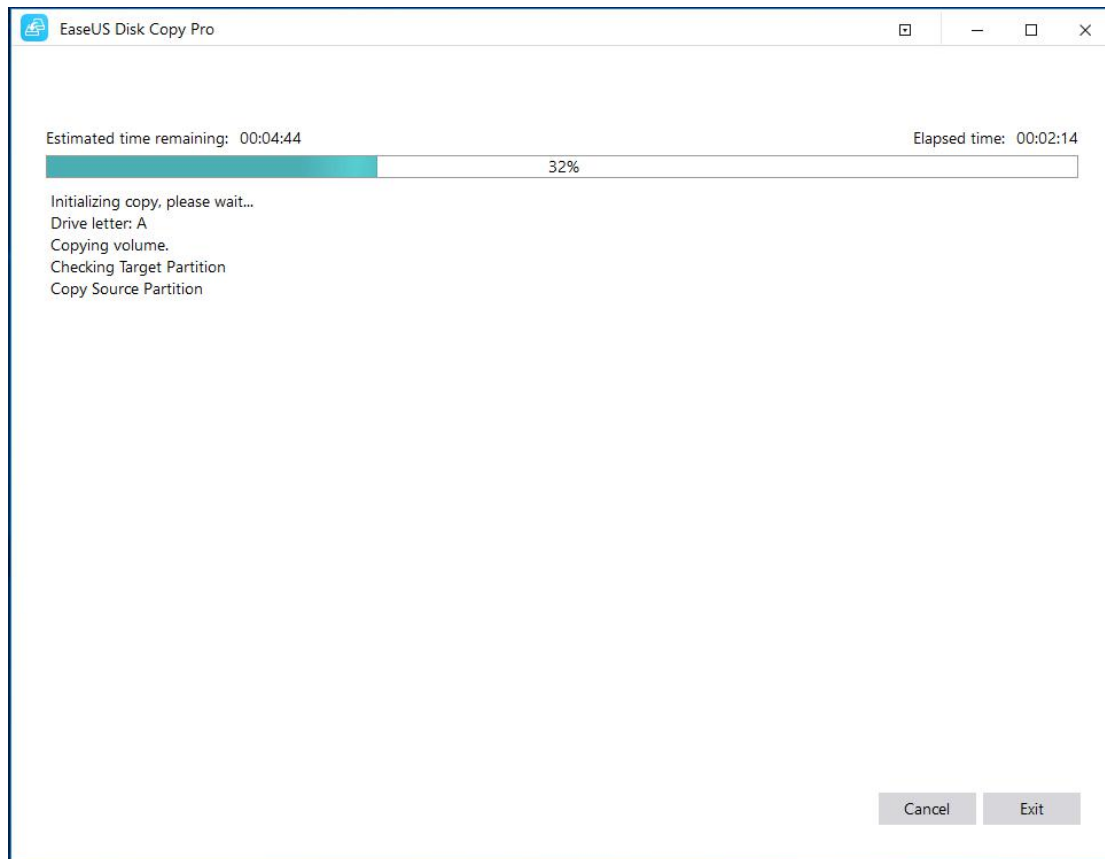 EaseUS Disk Copy Pro
Estimated time remaining: 00:04:44
Elapsed time: 00:02:14
32%
Initializing copy, please wait...
Drive letter: A
Copying volume.
Checking Target Partition
Copy Source Partition
Cancel
Exit